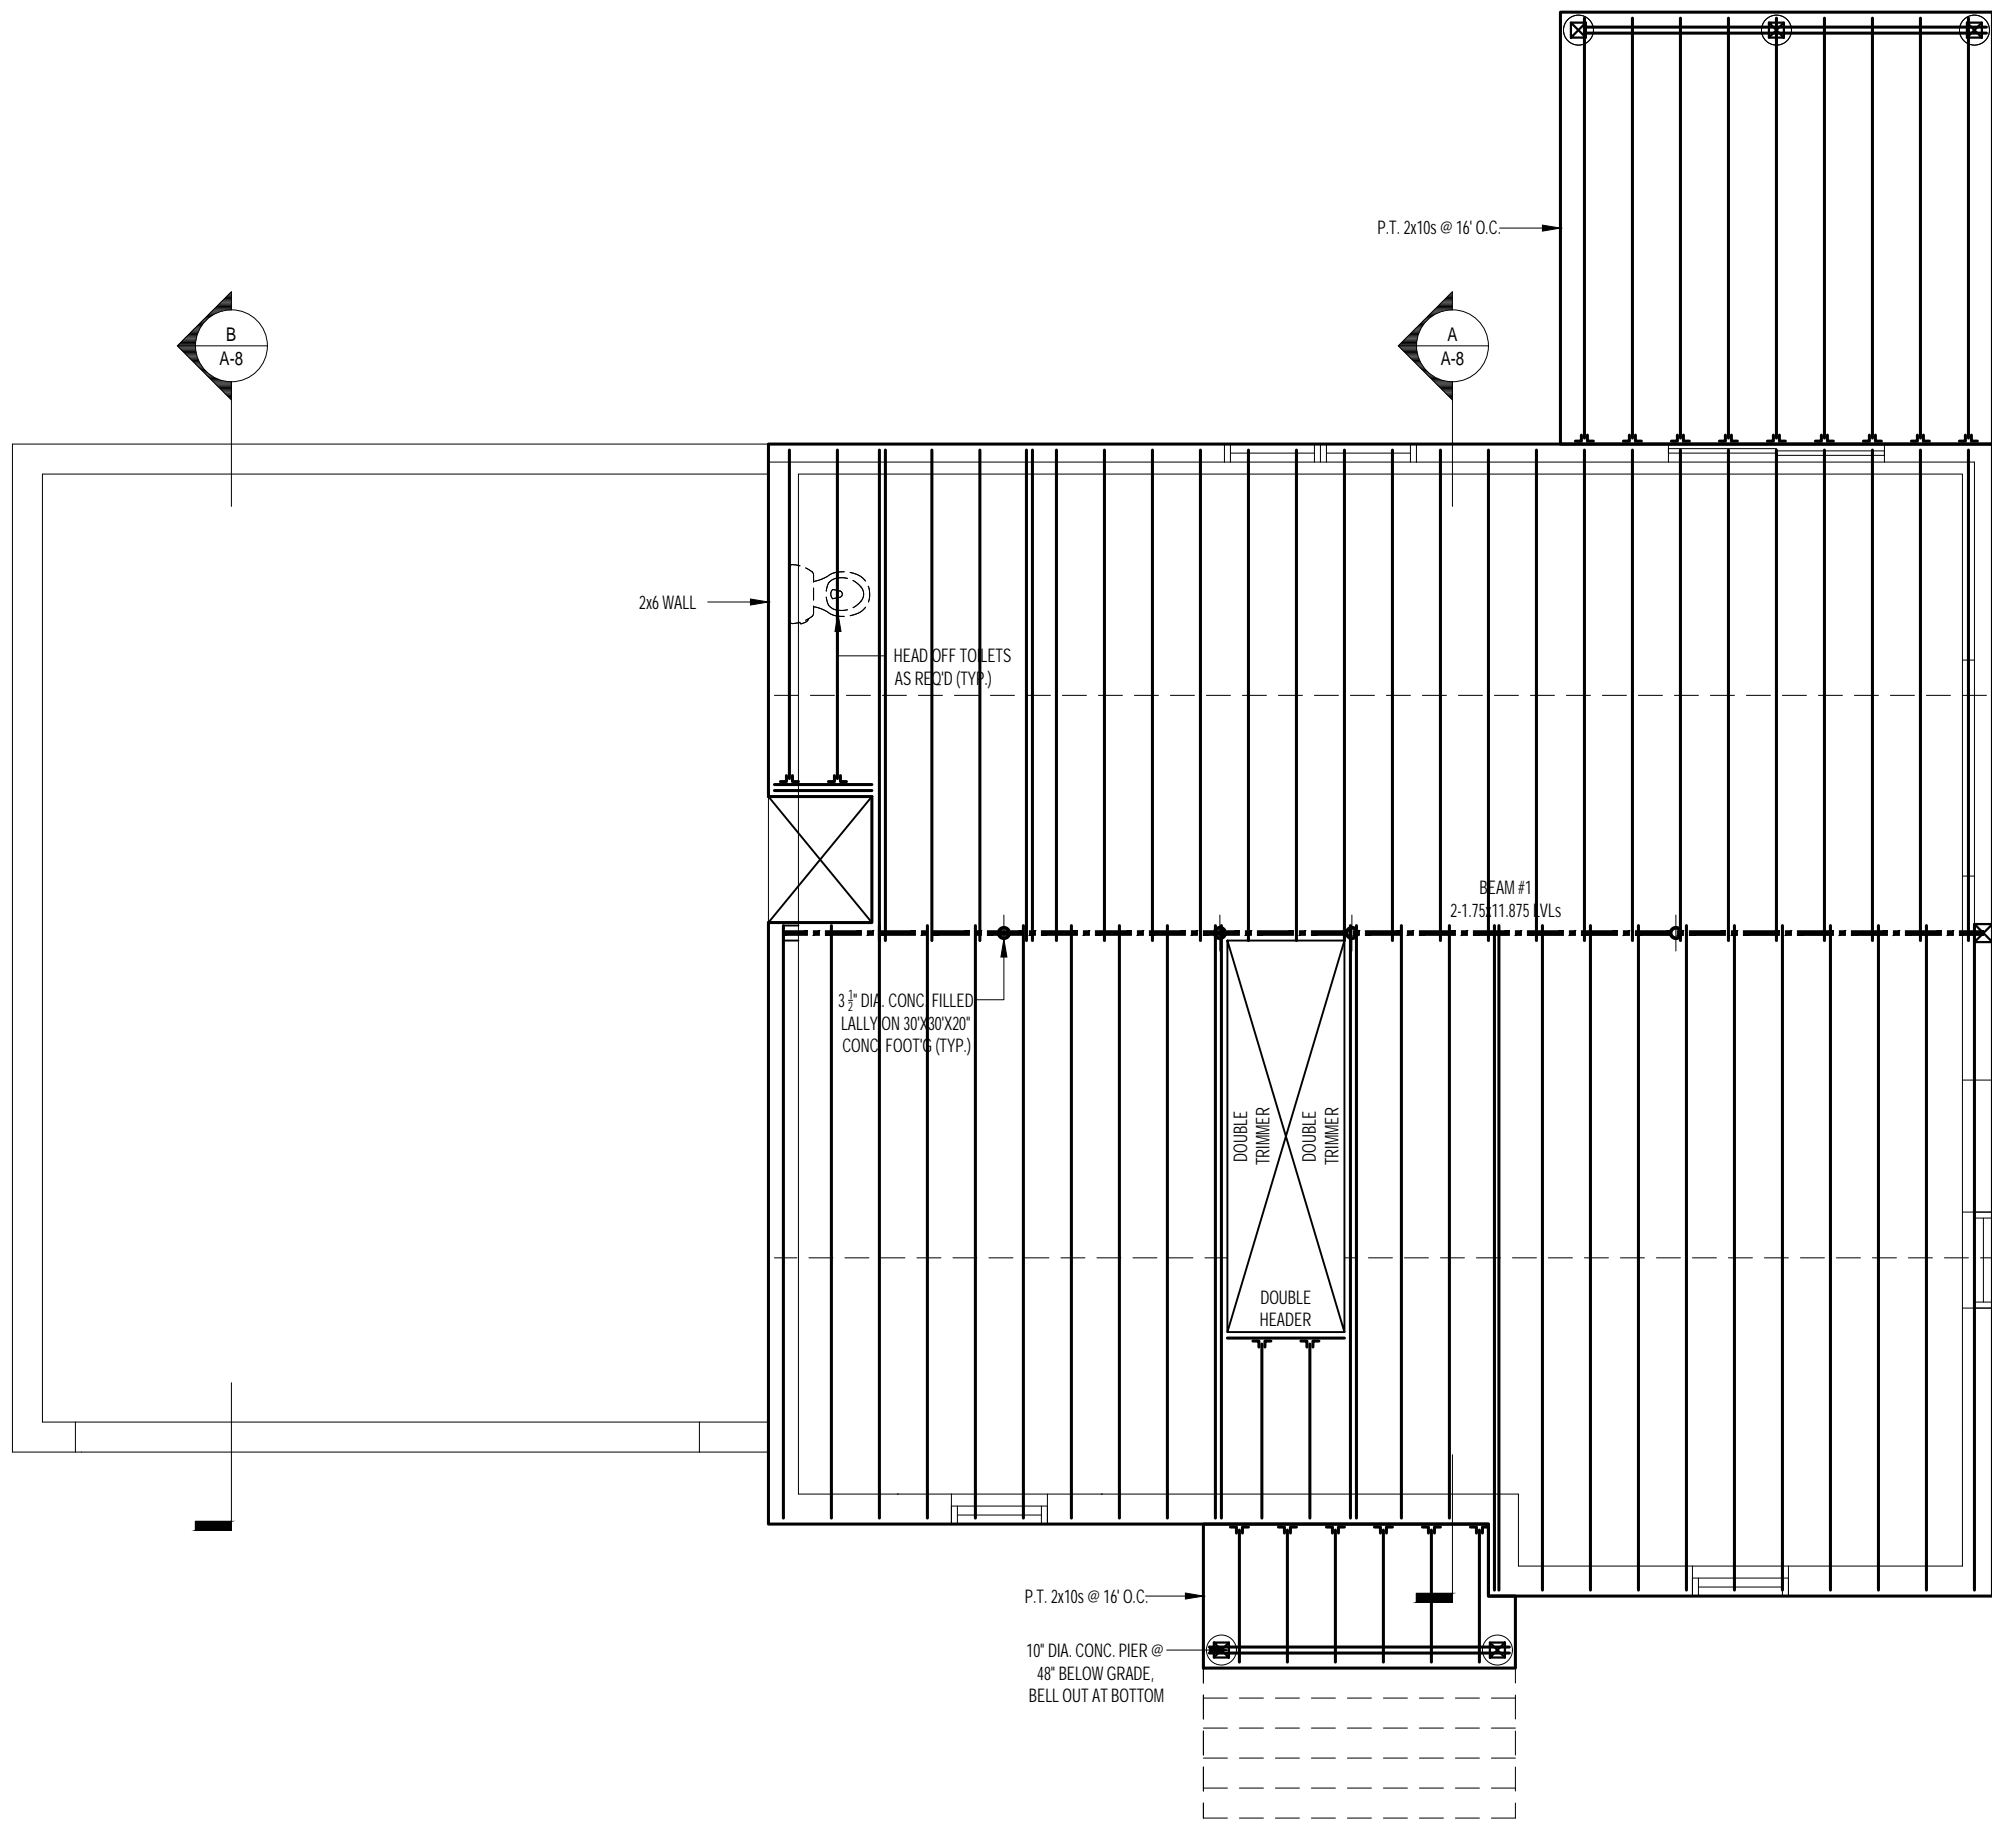 P.T. 2x10s @ 16' O.C.
B
A-8
A
A-8
2x6 WALL
HEAD OFF TOILETS
AS REQ'D (TYP.)
BEAM #1
2-1.75x11.875 LVLs
3 1/2" DIA. CONC. FILLED
LALLY ON 30'X30'X20"
CONC. FOOT'G (TYP.)
DOUBLE
TRIMMER
DOUBLE
TRIMMER
DOUBLE
HEADER
P.T. 2x10s @ 16' O.C.
10" DIA. CONC. PIER @
48" BELOW GRADE,
BELL OUT AT BOTTOM